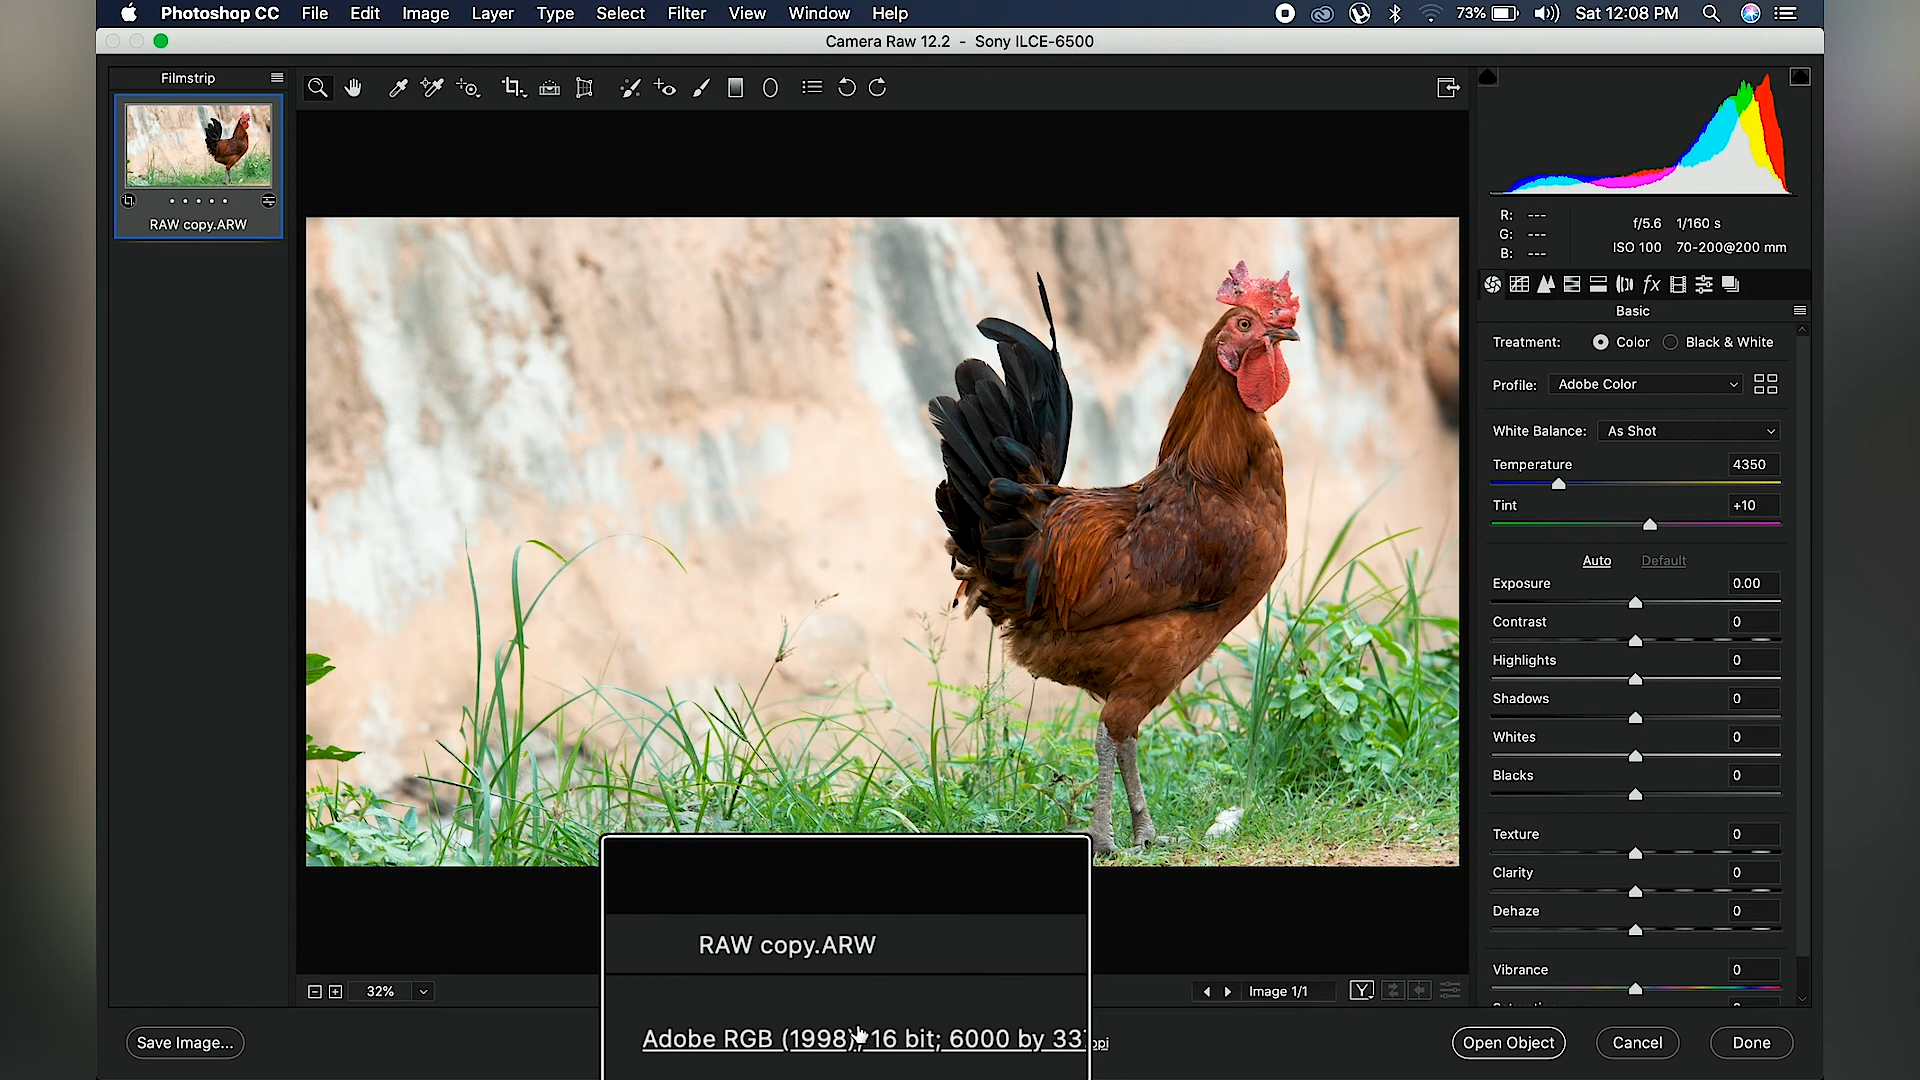 Photoshop CC File Edit Image Layer Type Select Filter View Window Help 73% Sat 12:08 PM
Camera Raw 12.2 - Sony ILCE-6500
Filmstrip
RAW copy.ARW
R: ---
G: ---
B: ---
f/5.6 1/160 s
ISO 100 70-200@200 mm
fx
Basic
Treatment: Color Black & White
Profile: Adobe Color
White Balance: As Shot
Temperature 4350
Tint +10
Auto Default
Exposure 0.00
Contrast 0
Highlights 0
Shadows 0
Whites 0
Blacks 0
Texture 0
Clarity 0
Dehaze 0
Vibrance 0
RAW copy.ARW
32%
Image 1/1
Y
Save Image...
Adobe RGB (1998); 16 bit; 6000 by 33
ppi
Open Object Cancel Done